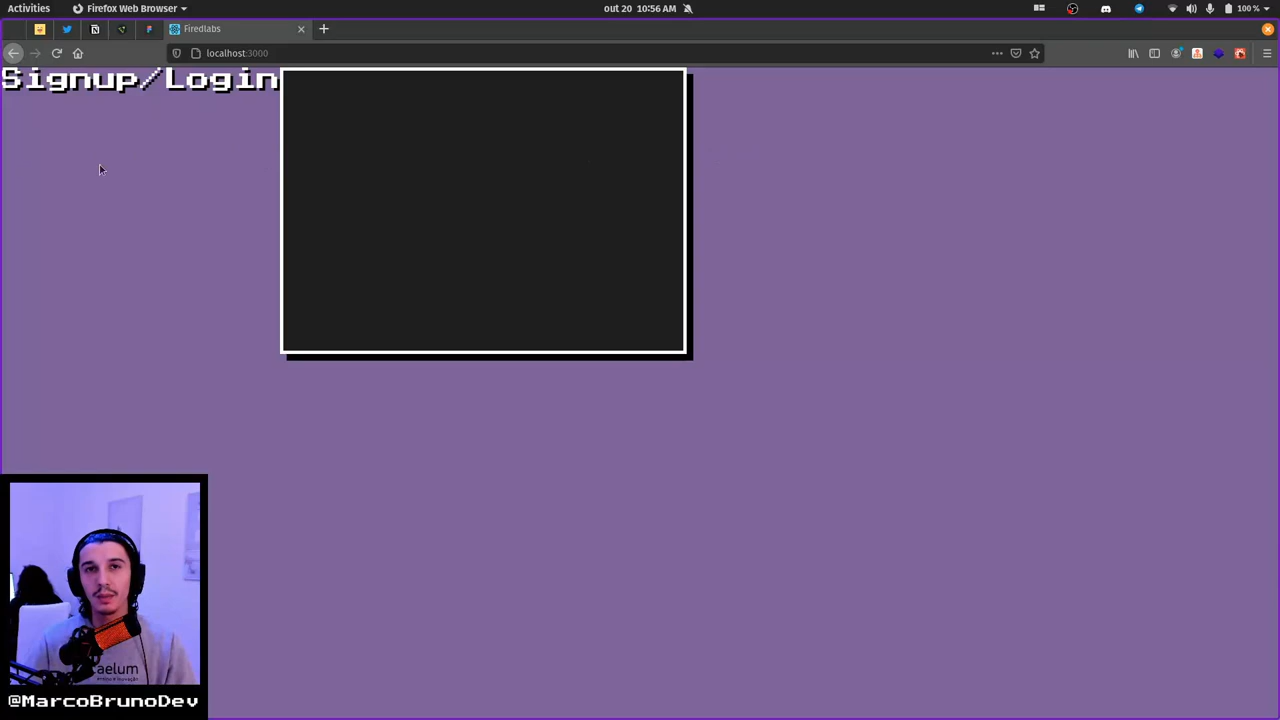 Activities
Firefox Web Browser
out 20 10:56 AM
100 %
Firedlabs
localhost:3000
Signup/Login
aelum
@MarcoBrunoDev